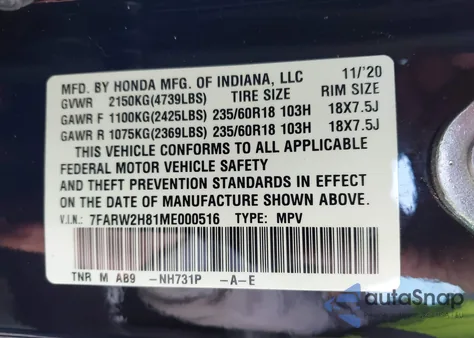 MFD. BY HONDA MFG. OF INDIANA, LLC 11/'20
GVWR 2150KG(4739LBS) TIRE SIZE RIM SIZE
GAWR F 1100KG(2425LBS) 235/60R18 103H 18X7.5J
GAWR R 1075KG(2369LBS) 235/60R18 103H 18X7.5J
THIS VEHICLE CONFORMS TO ALL APPLICABLE
FEDERAL MOTOR VEHICLE SAFETY
AND THEFT PREVENTION STANDARDS IN EFFECT
ON THE DATE OF MANUFACTURE SHOWN ABOVE.
V.I.N: 7FARW2H81ME000516 TYPE: MPV
TNR M A89 -NH731P -A-E
autoSnap